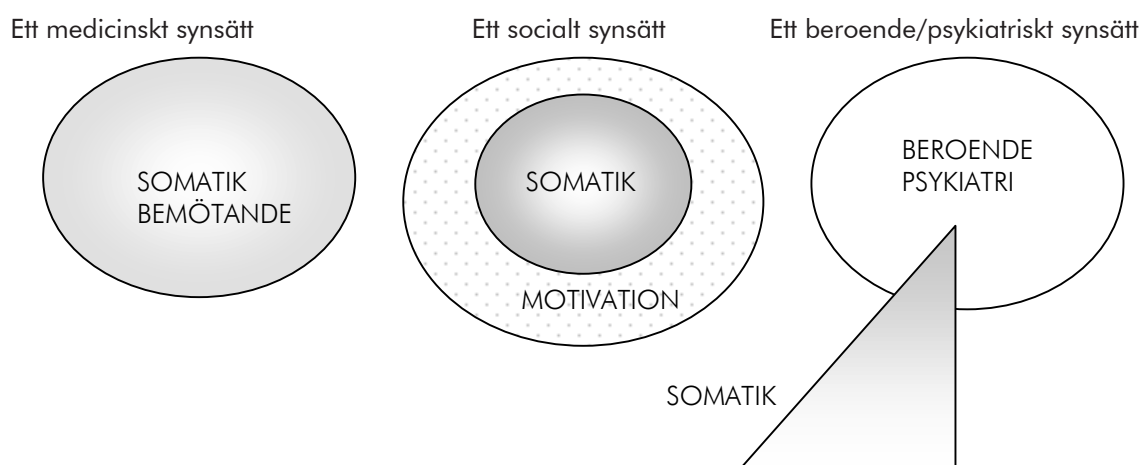 Ett medicinskt synsätt
Ett socialt synsätt
Ett beroende/psykiatriskt synsätt
SOMATIK
BEMÖTANDE
SOMATIK
MOTIVATION
BEROENDE
PSYKIATRI
SOMATIK